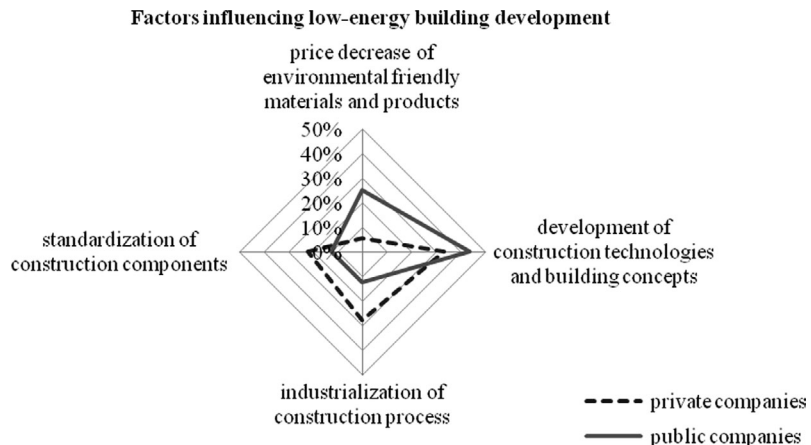 Factors influencing low-energy building development
price decrease of
environmental friendly
materials and products
50%
40%
30%
20%
10%
0%
standardization of
construction components
development of
construction technologies
and building concepts
industrialization of
construction process
private companies
public companies